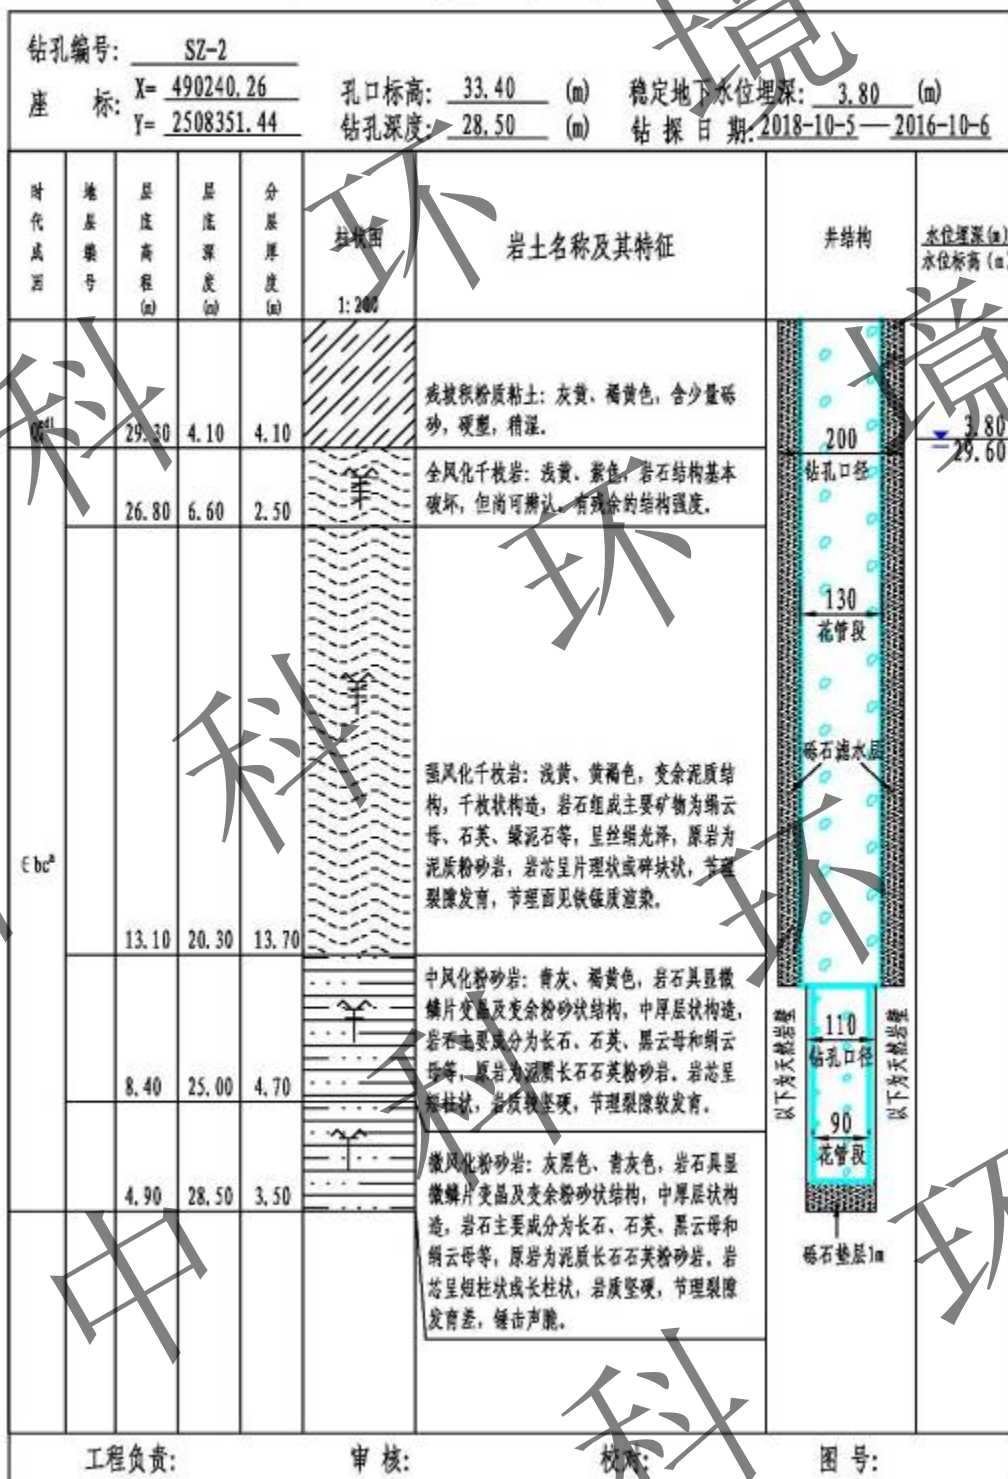 钻孔编号: SZ-2
座 标: X= 490240.26
Y= 2508351.44
孔口标高: 33.40 (m)
钻孔深度: 28.50 (m)
稳定地下水位埋深: 3.80 (m)
钻探日期: 2018-10-5——2016-10-6
时代成因
地层编号
层底高程(m)
层底深度(m)
分层厚度(m)
柱状图
1:200
岩土名称及其特征
井结构
水位埋深(m)
水位标高(m)
29.30 4.10 4.10
残坡积粉质粘土: 灰黄、褐黄色, 含少量砾
砂, 硬塑, 稍湿。
3.80
29.60
200
钻孔口径
26.80 6.60 2.50
全风化千枚岩: 浅黄、紫色, 岩石结构基本
破坏, 但尚可辨认, 有残余的结构强度。
130
花管段
砾石滤水层
∈bcª
13.10 20.30 13.70
强风化千枚岩: 浅黄、黄褐色, 变余泥质结
构, 千枚状构造, 岩石组成主要矿物为绢云
母、石英、绿泥石等, 呈丝绢光泽, 原岩为
泥质粉砂岩, 岩芯呈片理状或碎块状, 节理
裂隙发育, 节理面见铁锰质渲染。
8.40 25.00 4.70
中风化粉砂岩: 青灰、褐黄色, 岩石具显微
鳞片变晶及变余粉砂状结构, 中厚层状构造,
岩石主要成分为长石、石英、黑云母和绢云
母等, 原岩为泥质长石石英粉砂岩。岩芯呈
短柱状, 岩质较坚硬, 节理裂隙较发育。
以下为天然岩壁
110
钻孔口径
以下为天然岩壁
90
花管段
4.90 28.50 3.50
微风化粉砂岩: 灰黑色、青灰色, 岩石具显
微鳞片变晶及变余粉砂状结构, 中厚层状构
造, 岩石主要成分为长石、石英、黑云母和
绢云母等, 原岩为泥质长石石英粉砂岩。岩
芯呈短柱状或长柱状, 岩质坚硬, 节理裂隙
发育差, 锤击声脆。
砾石垫层1m
工程负责: 审核: 校对: 图号:
中科环境
中科环境
科环